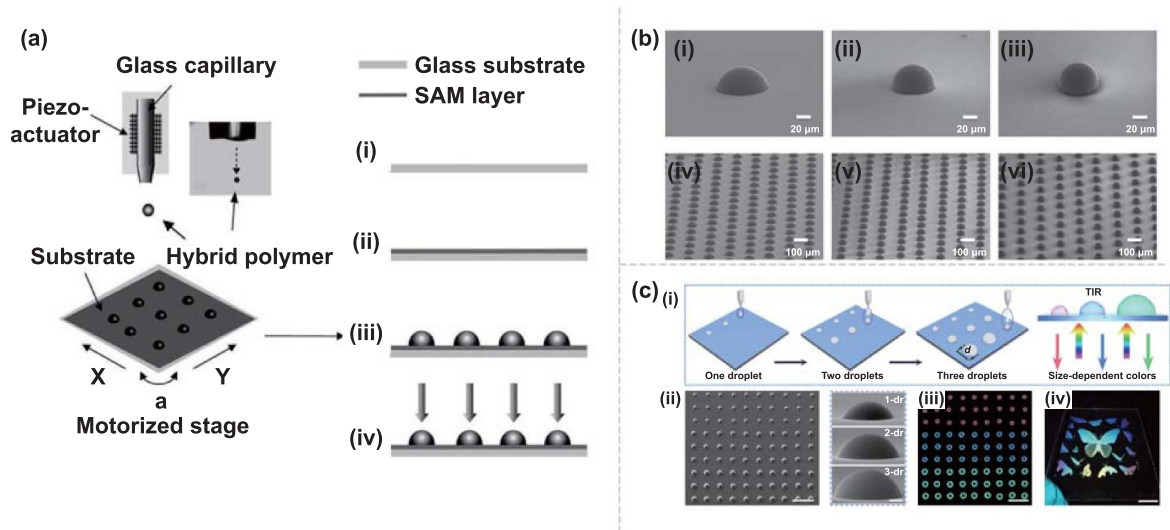 (a)
Glass capillary
Piezo-
actuator
Substrate
Hybrid polymer
X
Y
a
Motorized stage
Glass substrate
SAM layer
(i)
(ii)
(iii)
(iv)
(b)
(i)
(ii)
(iii)
20 μm
20 μm
20 μm
(iv)
(v)
(vi)
100 μm
100 μm
100 μm
(c)
(i)
d
One droplet
Two droplets
Three droplets
TIR
Size-dependent colors
(ii)
1-dr
2-dr
3-dr
(iii)
(iv)